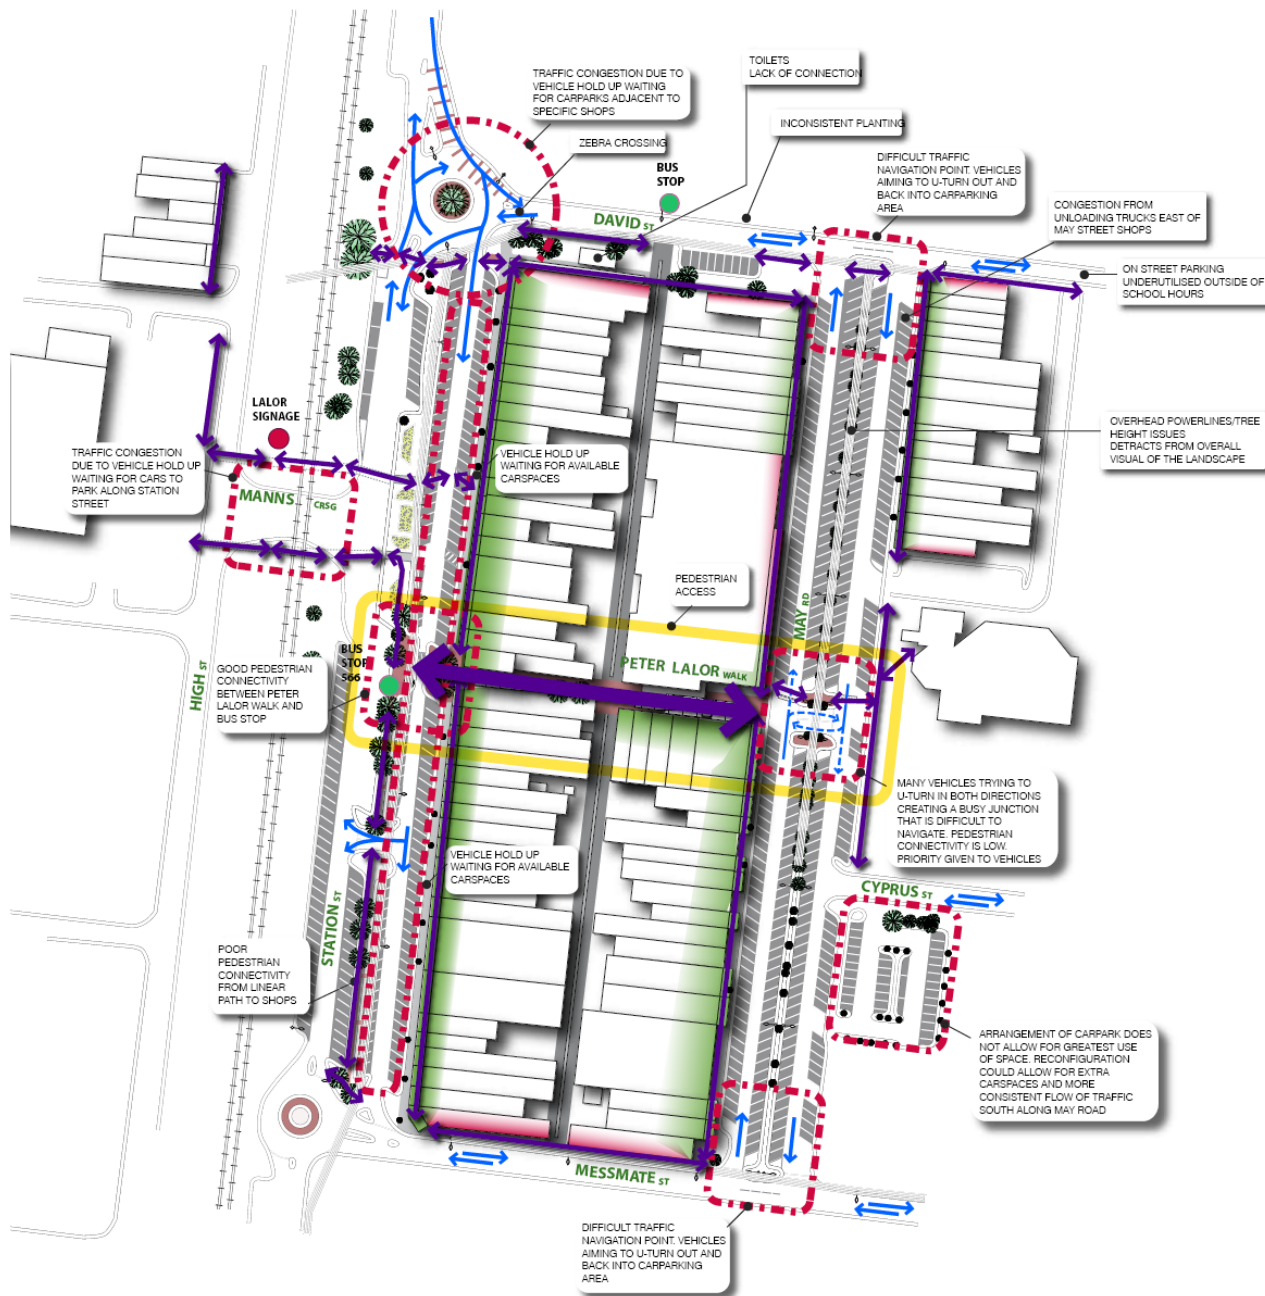 TRAFFIC CONGESTION DUE TO
VEHICLE HOLD UP WAITING
FOR CARPARKS ADJACENT TO
SPECIFIC SHOPS
TOILETS
LACK OF CONNECTION
ZEBRA CROSSING
INCONSISTENT PLANTING
BUS
STOP
DAVID ST
DIFFICULT TRAFFIC
NAVIGATION POINT. VEHICLES
AIMING TO U-TURN OUT AND
BACK INTO CARPARKING
AREA
CONGESTION FROM
UNLOADING TRUCKS EAST OF
MAY STREET SHOPS
ON STREET PARKING
UNDERUTILISED OUTSIDE OF
SCHOOL HOURS
LALOR
SIGNAGE
TRAFFIC CONGESTION
DUE TO VEHICLE HOLD UP
WAITING FOR CARS TO
PARK ALONG STATION
STREET
MANNS CRSG
VEHICLE HOLD UP
WAITING FOR AVAILABLE
CARSPACES
OVERHEAD POWERLINES/TREE
HEIGHT ISSUES
DETRACTS FROM OVERALL
VISUAL OF THE LANDSCAPE
PEDESTRIAN
ACCESS
MAY RD
PETER LALOR WALK
HIGH ST
BUS
STOP
566
GOOD PEDESTRIAN
CONNECTIVITY
BETWEEN PETER
LALOR WALK AND
BUS STOP
MANY VEHICLES TRYING TO
U-TURN IN BOTH DIRECTIONS
CREATING A BUSY JUNCTION
THAT IS DIFFICULT TO
NAVIGATE. PEDESTRIAN
CONNECTIVITY IS LOW.
PRIORITY GIVEN TO VEHICLES
VEHICLE HOLD UP
WAITING FOR AVAILABLE
CARSPACES
CYPRUS ST
STATION ST
POOR
PEDESTRIAN
CONNECTIVITY
FROM LINEAR
PATH TO SHOPS
ARRANGEMENT OF CARPARK DOES
NOT ALLOW FOR GREATEST USE
OF SPACE. RECONFIGURATION
COULD ALLOW FOR EXTRA
CARSPACES AND MORE
CONSISTENT FLOW OF TRAFFIC
SOUTH ALONG MAY ROAD
MESSMATE ST
DIFFICULT TRAFFIC
NAVIGATION POINT. VEHICLES
AIMING TO U-TURN OUT AND
BACK INTO CARPARKING
AREA